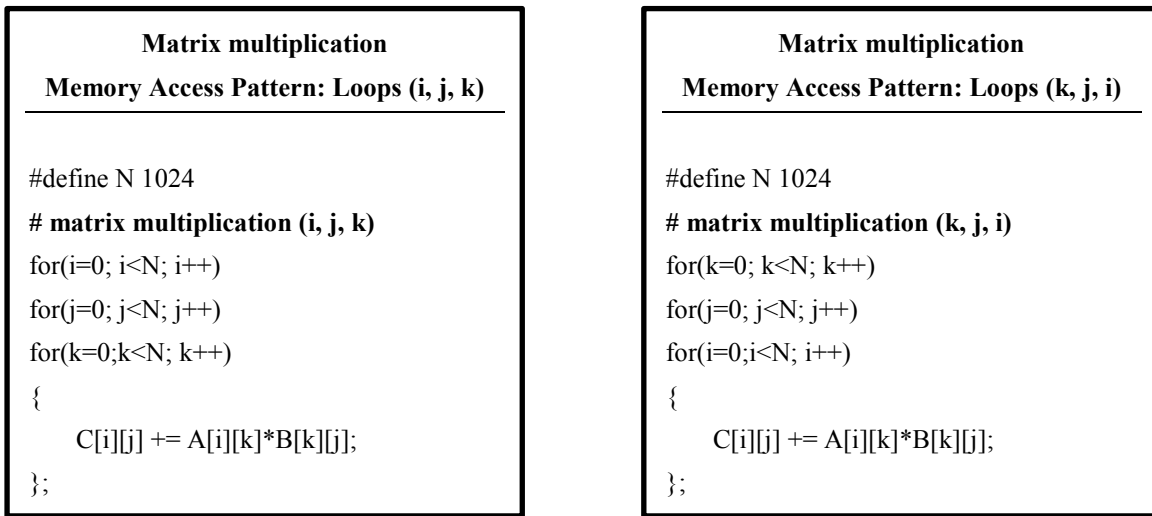 Matrix multiplication
Memory Access Pattern: Loops (i, j, k)
#define N 1024
# matrix multiplication (i, j, k)
for(i=0; i<N; i++)
for(j=0; j<N; j++)
for(k=0;k<N; k++)
{
C[i][j] += A[i][k]*B[k][j];
};
Matrix multiplication
Memory Access Pattern: Loops (k, j, i)
#define N 1024
# matrix multiplication (k, j, i)
for(k=0; k<N; k++)
for(j=0; j<N; j++)
for(i=0;i<N; i++)
{
C[i][j] += A[i][k]*B[k][j];
};